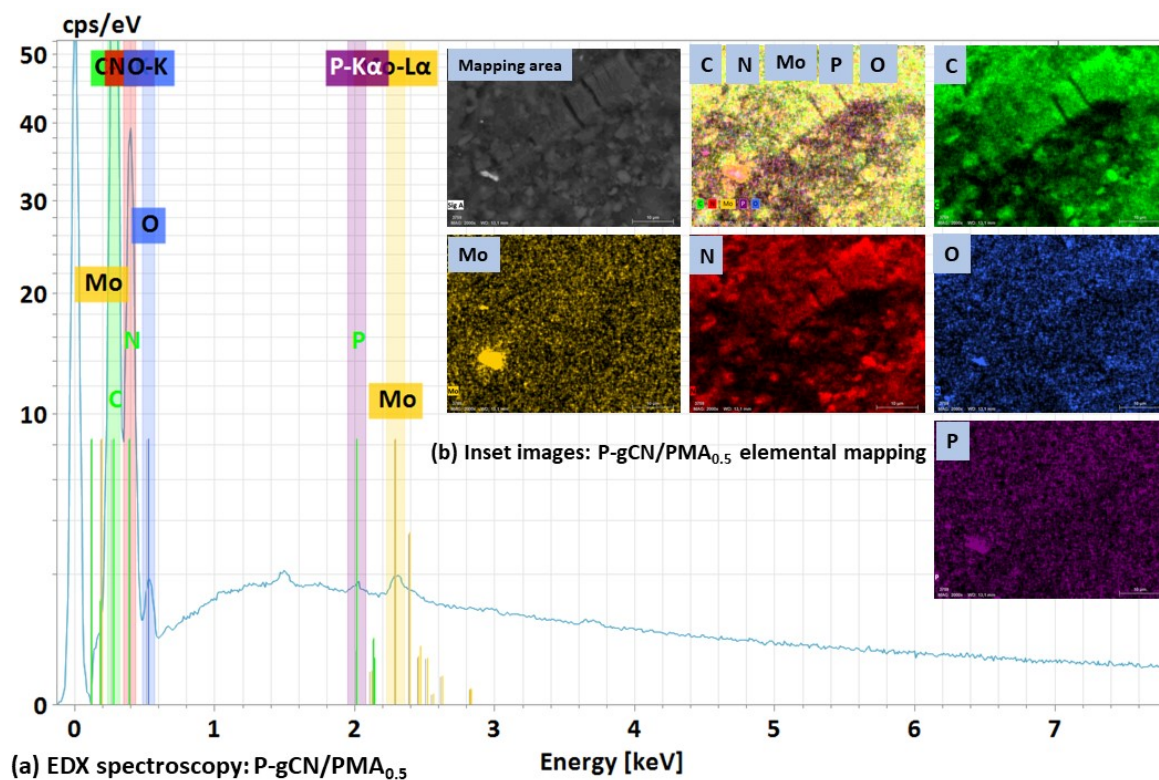 cps/eV
50
40
30
20
10
0
0 1 2 3 4 5 6 7
Energy [keV]
C N O-K
P-Kα o-Lα
O
Mo
N
C
P
Mo
Mapping area
C N Mo P O
C
Mo
N
O
P
(b) Inset images: P-gCN/PMA0.5 elemental mapping
(a) EDX spectroscopy: P-gCN/PMA0.5